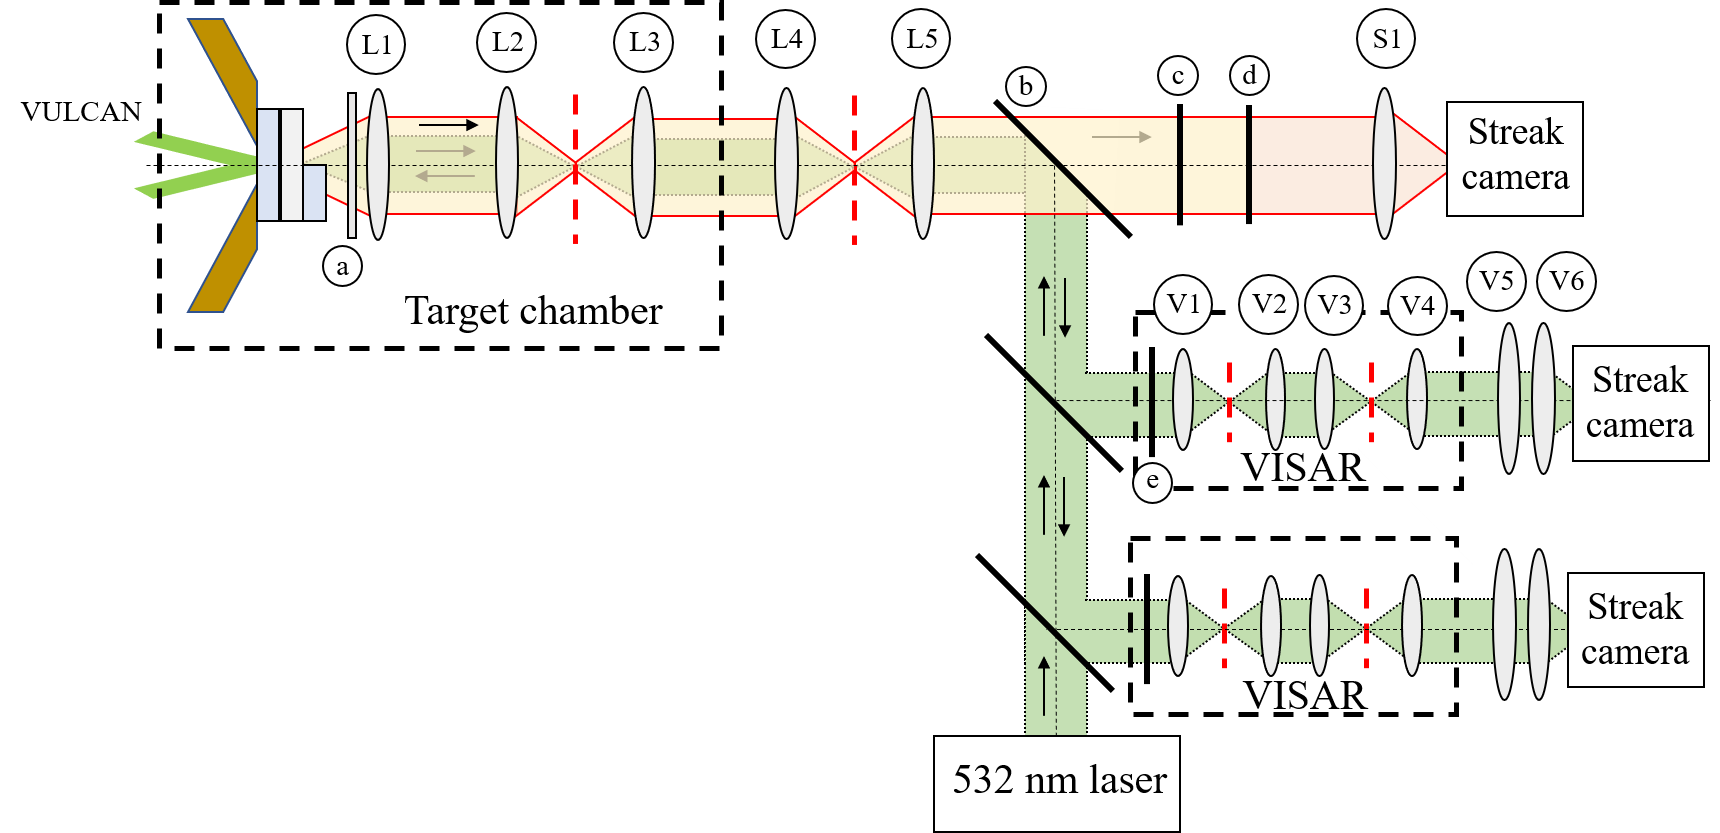 L1
L2
L3
L4
L5
S1
b
c
d
VULCAN
Streak
camera
a
Target chamber
V1
V2
V3
V4
V5
V6
Streak
camera
VISAR
e
Streak
camera
VISAR
532 nm laser